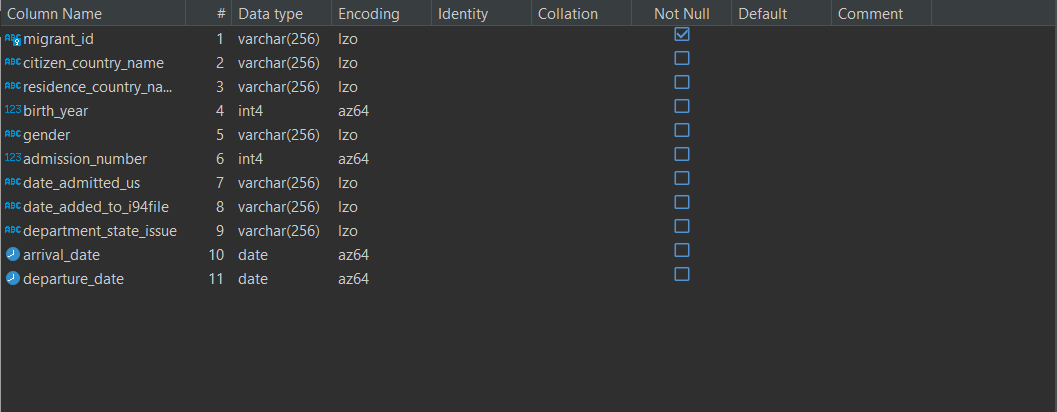 Column Name # Data type Encoding Identity Collation Not Null Default Comment
ABC migrant_id 1 varchar(256) lzo
ABC citizen_country_name 2 varchar(256) lzo
ABC residence_country_na... 3 varchar(256) lzo
123 birth_year 4 int4 az64
ABC gender 5 varchar(256) lzo
123 admission_number 6 int4 az64
ABC date_admitted_us 7 varchar(256) lzo
ABC date_added_to_i94file 8 varchar(256) lzo
ABC department_state_issue 9 varchar(256) lzo
arrival_date 10 date az64
departure_date 11 date az64